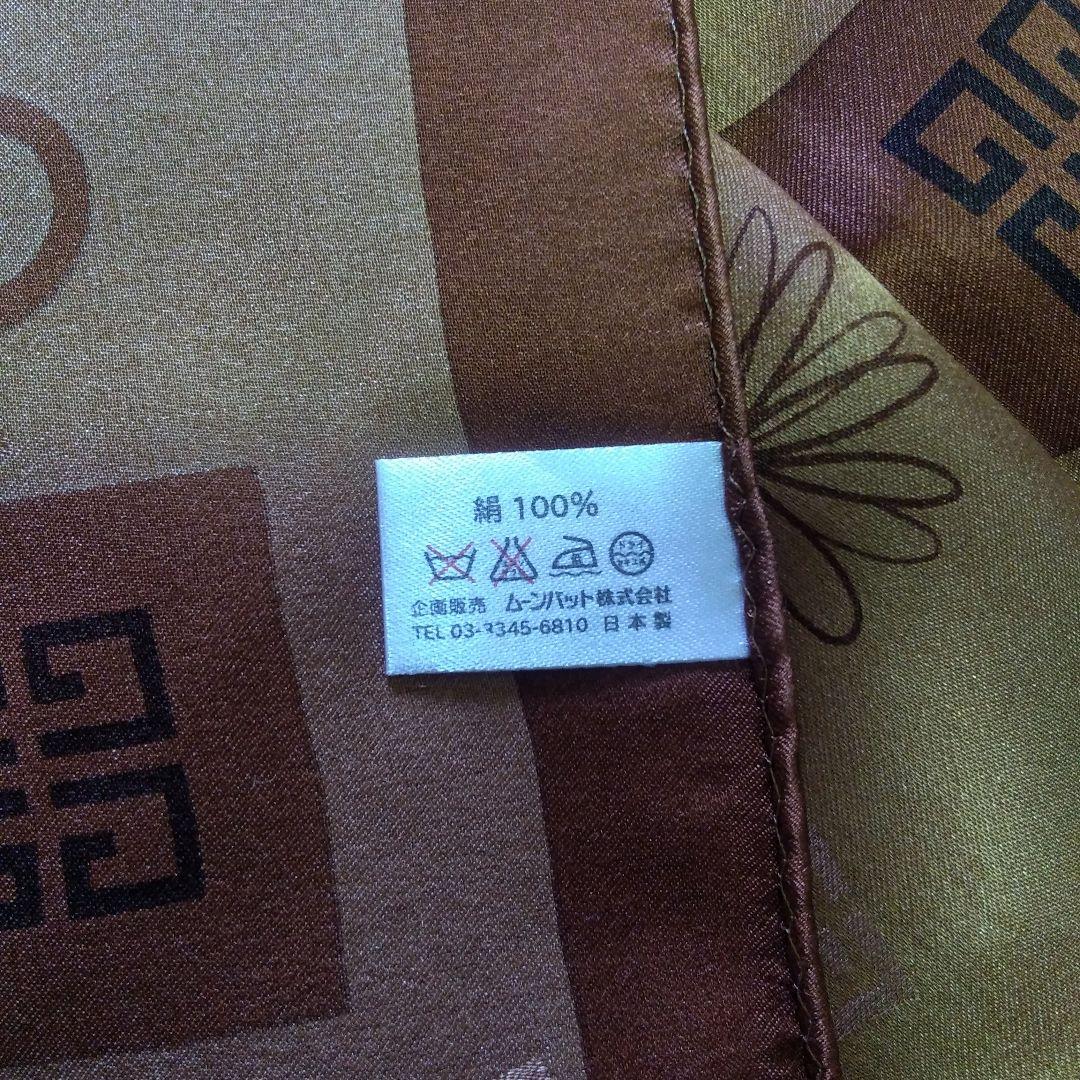 絹 100%
企画販売 ムーンバット株式会社
TEL 03-3345-6810 日本製